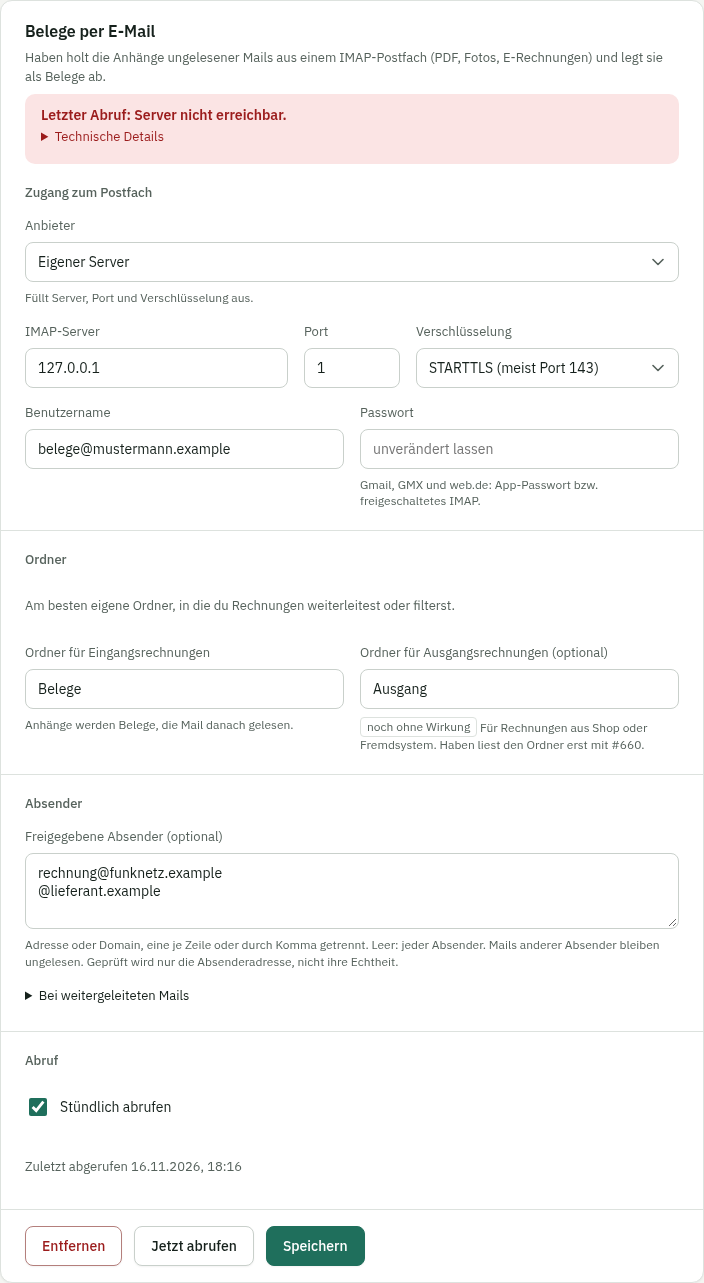 Belege per E-Mail
Haben holt die Anhänge ungelesener Mails aus einem IMAP-Postfach (PDF, Fotos, E-Rechnungen) und legt sie
als Belege ab.
Letzter Abruf: Server nicht erreichbar.
Technische Details
Zugang zum Postfach
Anbieter
Eigener Server
Füllt Server, Port und Verschlüsselung aus.
IMAP-Server
Port
Verschlüsselung
127.0.0.1
1
STARTTLS (meist Port 143)
Benutzername
Passwort
belege@mustermann.example
unverändert lassen
Gmail, GMX und web.de: App-Passwort bzw.
freigeschaltetes IMAP.
Ordner
Am besten eigene Ordner, in die du Rechnungen weiterleitest oder filterst.
Ordner für Eingangsrechnungen
Ordner für Ausgangsrechnungen (optional)
Belege
Ausgang
Anhänge werden Belege, die Mail danach gelesen.
noch ohne Wirkung Für Rechnungen aus Shop oder
Fremdsystem. Haben liest den Ordner erst mit #660.
Absender
Freigegebene Absender (optional)
rechnung@funknetz.example
@lieferant.example
Adresse oder Domain, eine je Zeile oder durch Komma getrennt. Leer: jeder Absender. Mails anderer Absender bleiben
ungelesen. Geprüft wird nur die Absenderadresse, nicht ihre Echtheit.
Bei weitergeleiteten Mails
Abruf
Stündlich abrufen
Zuletzt abgerufen 16.11.2026, 18:16
Entfernen
Jetzt abrufen
Speichern